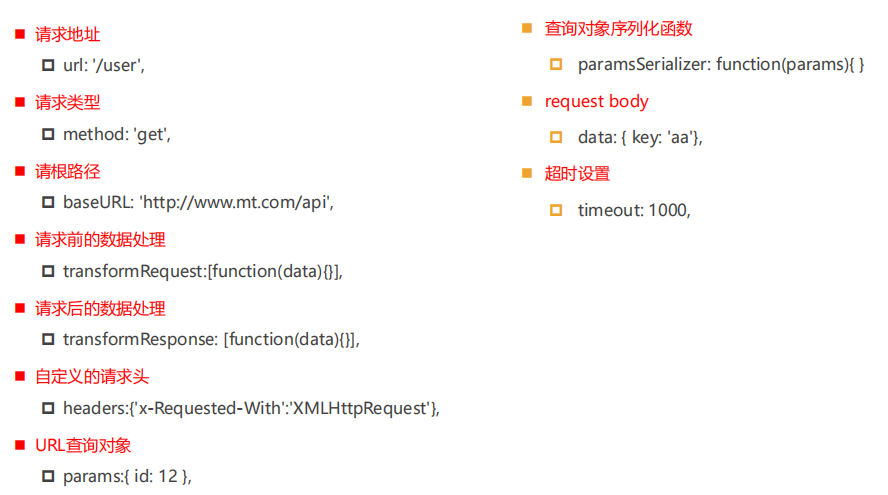 请求地址
url: '/user',
请求类型
method: 'get',
请根路径
baseURL: 'http://www.mt.com/api',
请求前的数据处理
transformRequest:[function(data){}],
请求后的数据处理
transformResponse: [function(data){}],
自定义的请求头
headers:{'x-Requested-With':'XMLHttpRequest'},
URL查询对象
params:{ id: 12 },
查询对象序列化函数
paramsSerializer: function(params){ }
request body
data: { key: 'aa'},
超时设置
timeout: 1000,